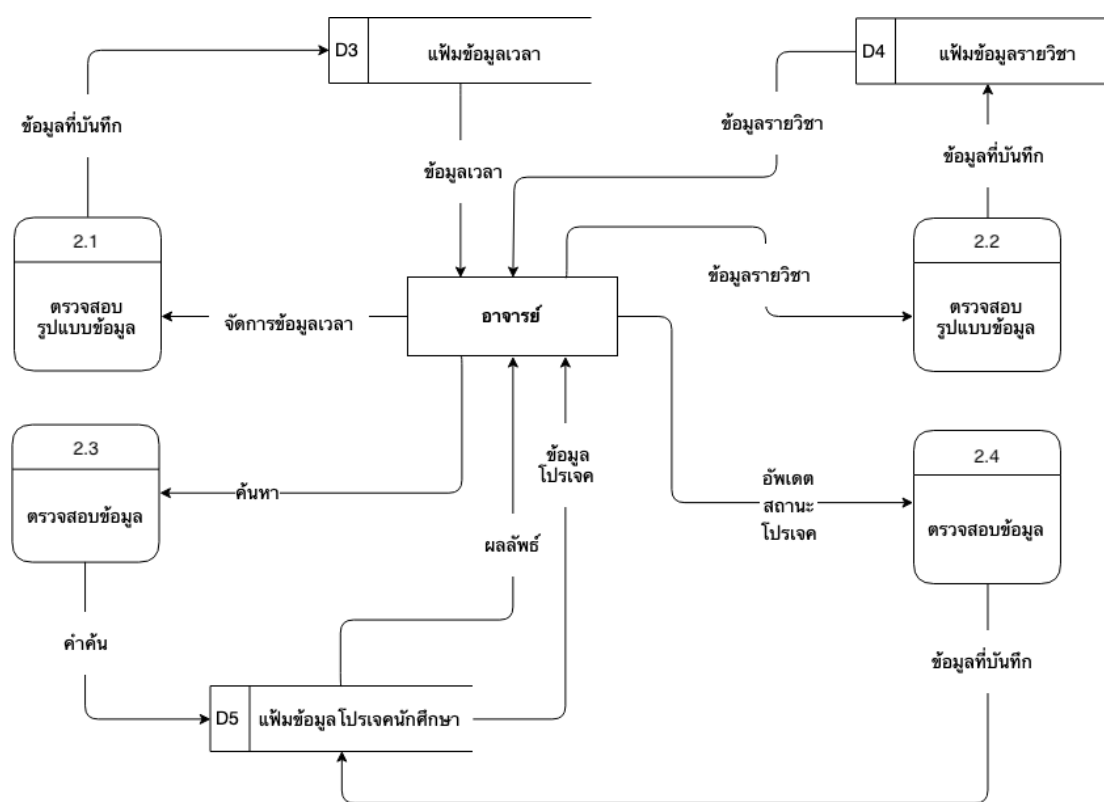 D3
แฟ้มข้อมูลเวลา
D4
แฟ้มข้อมูลรายวิชา
ข้อมูลที่บันทึก
ข้อมูลรายวิชา
ข้อมูลที่บันทึก
ข้อมูลเวลา
2.1
ตรวจสอบ
รูปแบบข้อมูล
จัดการข้อมูลเวลา
อาจารย์
ข้อมูลรายวิชา
2.2
ตรวจสอบ
รูปแบบข้อมูล
2.3
ตรวจสอบข้อมูล
ค้นหา
ข้อมูล
โปรเจค
อัพเดต
สถานะ
โปรเจค
2.4
ตรวจสอบข้อมูล
ผลลัพธ์
คำค้น
ข้อมูลที่บันทึก
D5
แฟ้มข้อมูลโปรเจคนักศึกษา